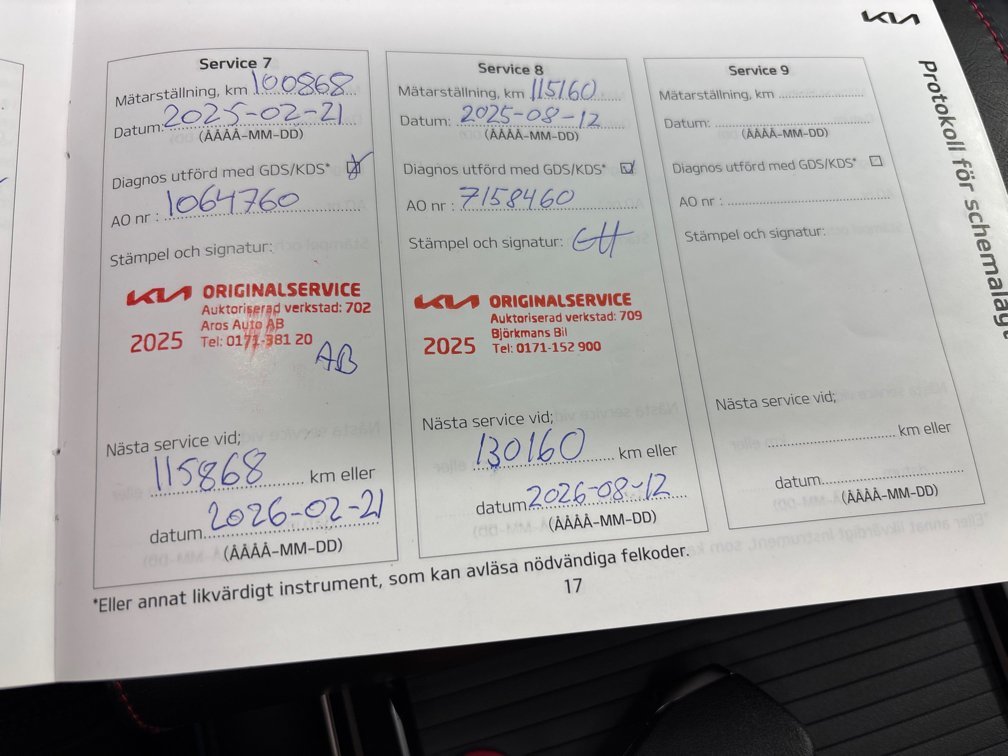 KIA
Protokoll för schemalagt
Service 7
Mätarställning, km 100868
Datum: 2025-02-21
(ÅÅÅÅ-MM-DD)
Diagnos utförd med GDS/KDS*
AO nr : 1064760
Stämpel och signatur:
KIA ORIGINALSERVICE
Auktoriserad verkstad: 702
Aros Auto AB
2025 Tel: 0171-381 20
AB
Nästa service vid;
115868 km eller
datum 2026-02-21
(ÅÅÅÅ-MM-DD)
Service 8
Mätarställning, km 115160
Datum: 2025-08-12
(ÅÅÅÅ-MM-DD)
Diagnos utförd med GDS/KDS*
AO nr : 7158460
Stämpel och signatur:
KIA ORIGINALSERVICE
Auktoriserad verkstad: 709
Björkmans Bil
2025 Tel: 0171-152 900
Nästa service vid;
130160 km eller
datum 2026-08-12
(ÅÅÅÅ-MM-DD)
Service 9
Mätarställning, km
Datum:
(ÅÅÅÅ-MM-DD)
Diagnos utförd med GDS/KDS*
AO nr :
Stämpel och signatur:
Nästa service vid;
km eller
datum
(ÅÅÅÅ-MM-DD)
*Eller annat likvärdigt instrument, som kan avläsa nödvändiga felkoder.
17